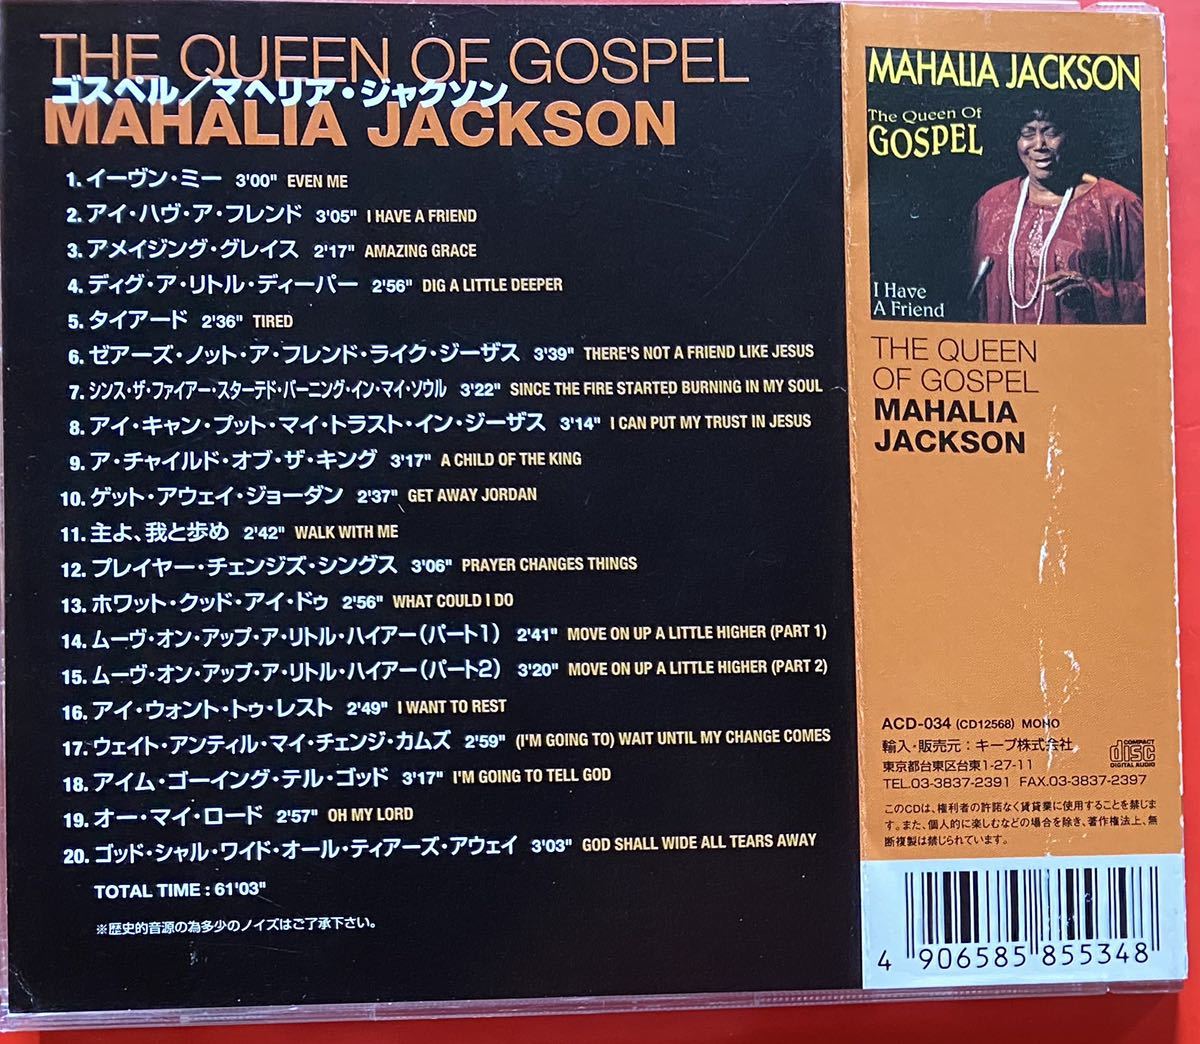 THE QUEEN OF GOSPEL
ゴスペル/マヘリア・ジャクソン
MAHALIA JACKSON
1. イーヴン・ミー 3'00" EVEN ME
2. アイ・ハヴ・ア・フレンド 3'05" I HAVE A FRIEND
3. アメイジング・グレイス 2'17" AMAZING GRACE
4. ディグ・ア・リトル・ディーパー 2'56" DIG A LITTLE DEEPER
5. タイアード 2'36" TIRED
6. ゼアーズ・ノット・ア・フレンド・ライク・ジーザス 3'39" THERE'S NOT A FRIEND LIKE JESUS
7. シンス・ザ・ファイアー・スターテド・バーニング・イン・マイ・ソウル 3'22" SINCE THE FIRE STARTED BURNING IN MY SOUL
8. アイ・キャン・プット・マイ・トラスト・イン・ジーザス 3'14" I CAN PUT MY TRUST IN JESUS
9. ア・チャイルド・オブ・ザ・キング 3'17" A CHILD OF THE KING
10. ゲット・アウェイ・ジョーダン 2'37" GET AWAY JORDAN
11. 主よ、我と歩め 2'42" WALK WITH ME
12. プレイヤー・チェンジズ・シングス 3'06" PRAYER CHANGES THINGS
13. ホワット・クッド・アイ・ドゥ 2'56" WHAT COULD I DO
14. ムーヴ・オン・アップ・ア・リトル・ハイアー(パート1) 2'41" MOVE ON UP A LITTLE HIGHER (PART 1)
15. ムーヴ・オン・アップ・ア・リトル・ハイアー(パート2) 3'20" MOVE ON UP A LITTLE HIGHER (PART 2)
16. アイ・ウォント・トゥ・レスト 2'49" I WANT TO REST
17. ウェイト・アンティル・マイ・チェンジ・カムズ 2'59" (I'M GOING TO) WAIT UNTIL MY CHANGE COMES
18. アイム・ゴーイング・テル・ゴッド 3'17" I'M GOING TO TELL GOD
19. オー・マイ・ロード 2'57" OH MY LORD
20. ゴッド・シャル・ワイド・オール・ティアーズ・アウェイ 3'03" GOD SHALL WIDE ALL TEARS AWAY
TOTAL TIME : 61'03"
※歴史的音源の為多少のノイズはご了承下さい。
MAHALIA JACKSON
The Queen Of
GOSPEL
I Have
A Friend
THE QUEEN
OF GOSPEL
MAHALIA
JACKSON
ACD-034 (CD12568) MONO
輸入・販売元:キープ株式会社
東京都台東区台東1-27-11
TEL.03-3837-2391 FAX.03-3837-2397
COMPACT
disc
DIGITAL AUDIO
このCDは、権利者の許諾なく賃貸業に使用することを禁じま
す。また、個人的に楽しむなどの場合を除き、著作権法上、無
断複製は禁じられています。
4 906585 855348